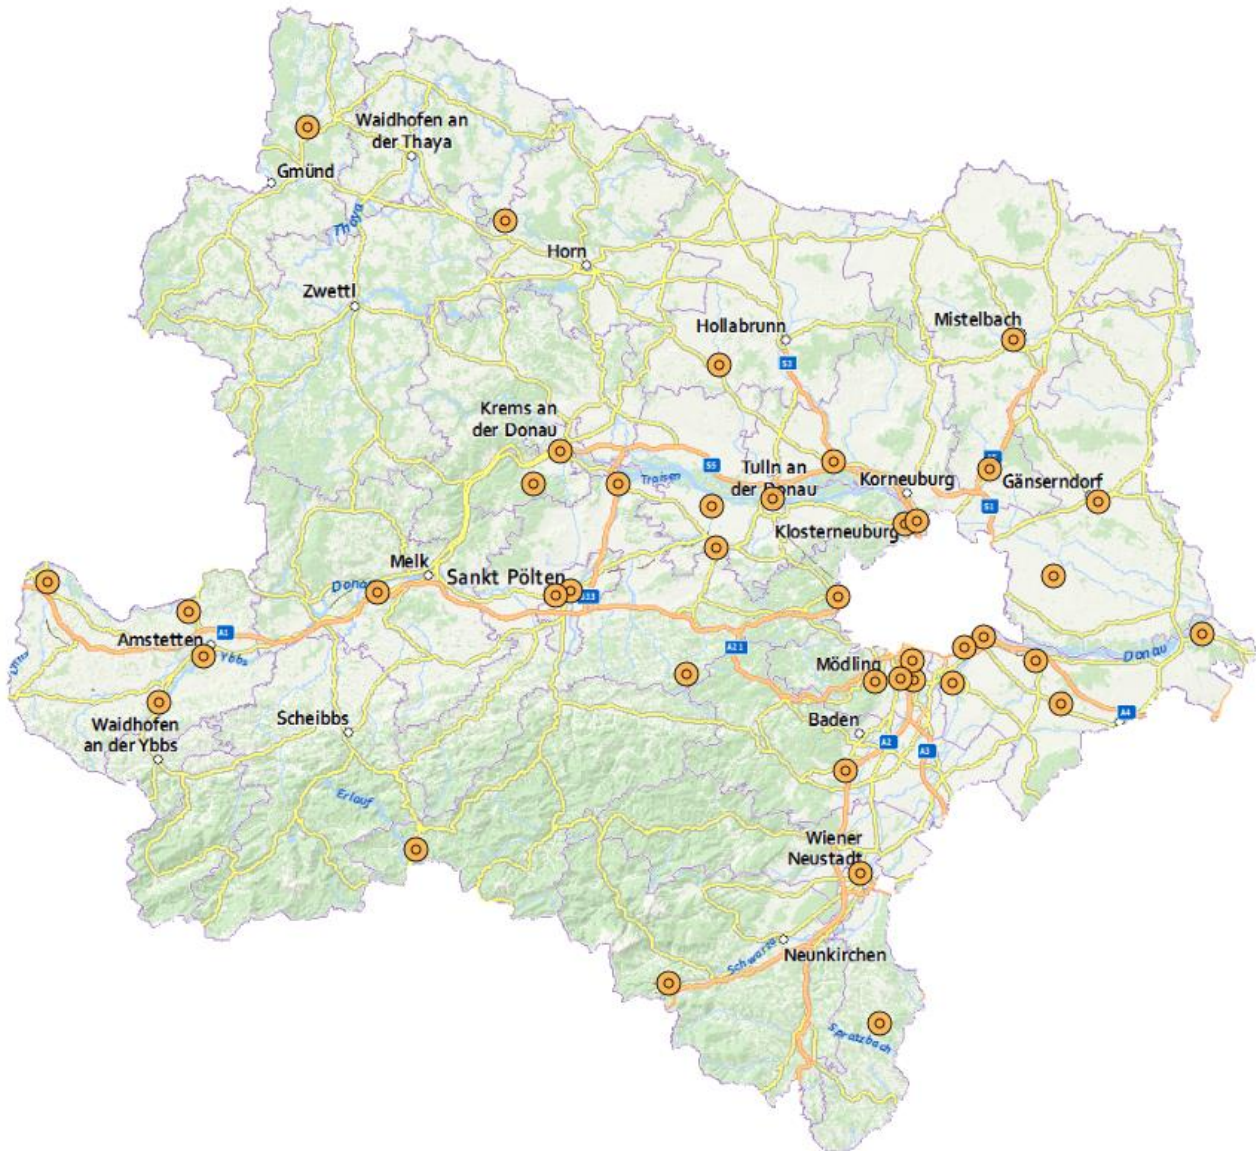 Waidhofen an
der Thaya
Gmünd
Thaya
Horn
Zwettl
Hollabrunn
Mistelbach
S3
Krems an
der Donau
S5
Traisen
Tulln an
der Donau
Korneuburg
Gänserndorf
S1
Klosterneuburg
Melk
Donau
Sankt Pölten
S33
Amstetten
A1
Ybbs
A21
Mödling
Donau
Waidhofen
an der Ybbs
Scheibbs
Baden
A4
A2
A3
Erlauf
Wiener
Neustadt
Schwarza
Neunkirchen
Spratzbach